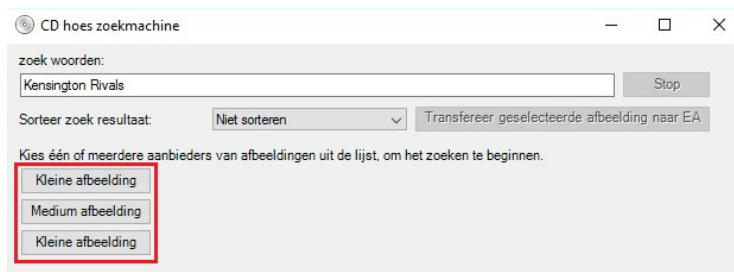 CD hoes zoekmachine
zoek woorden:
Kensington Rivals
Stop
Sorteer zoek resultaat:
Niet sorteren
Transfereer geselecteerde afbeelding naar EA
Kies één of meerdere aanbieders van afbeeldingen uit de lijst, om het zoeken te beginnen.
Kleine afbeelding
Medium afbeelding
Kleine afbeelding